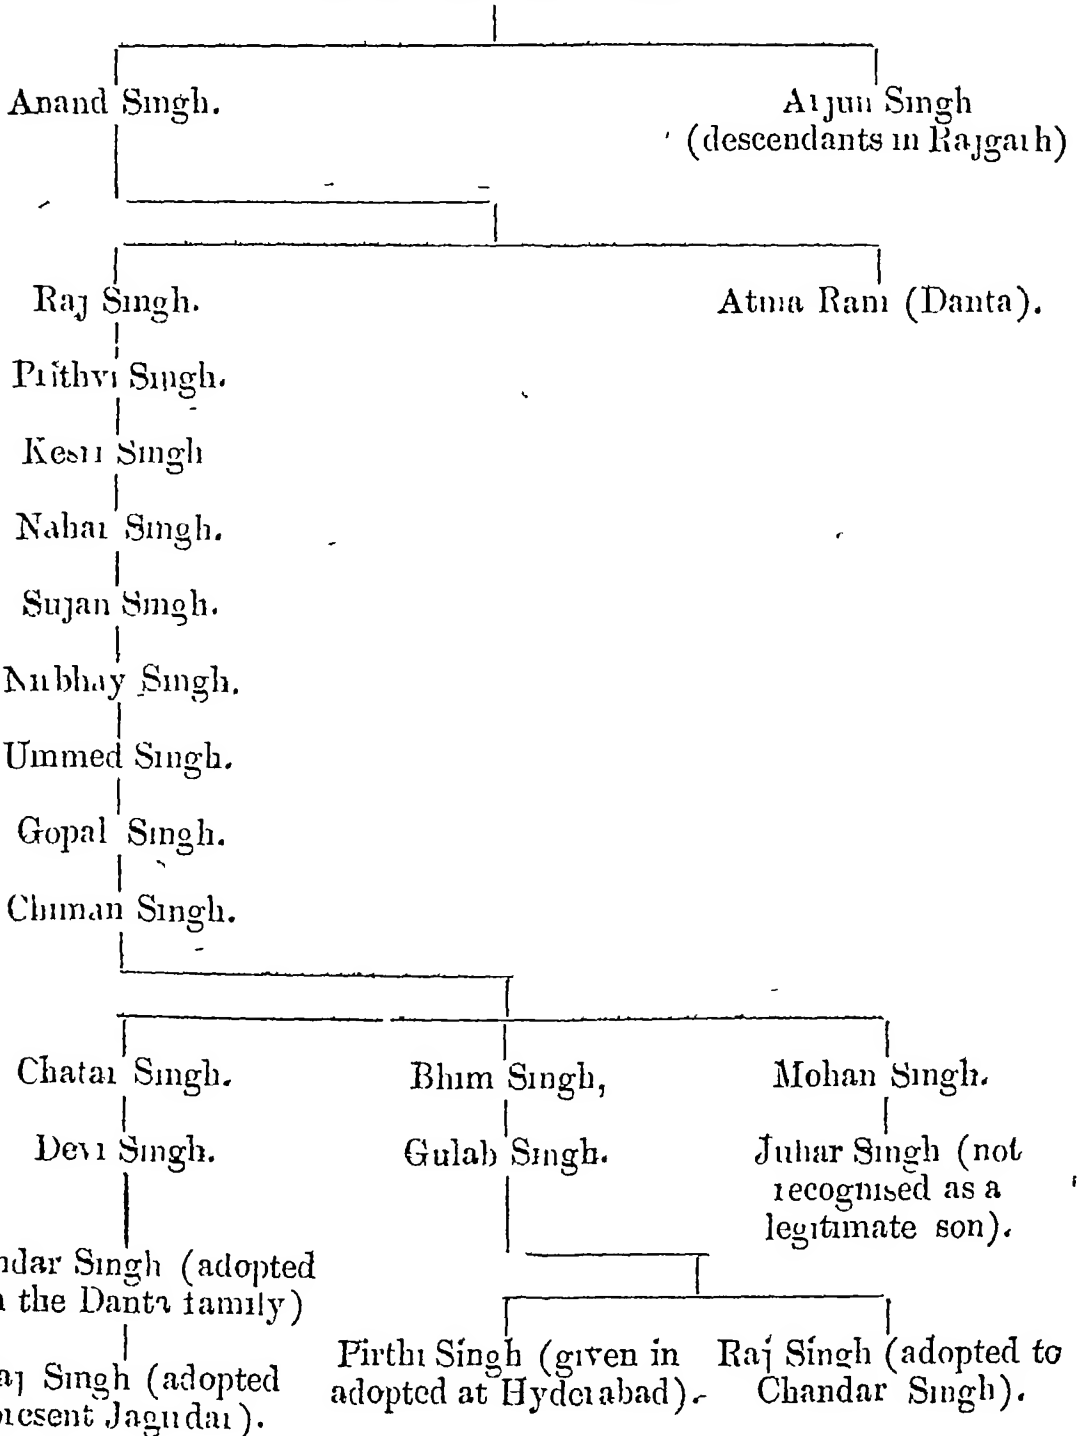 Anand Singh.
Arjun Singh
(descendants in Rajgarh)
Raj Singh.
Atma Ram (Danta).
Prithvi Singh.
Kesri Singh
Nahar Singh.
Sujan Singh.
Nirbhay Singh.
Ummed Singh.
Gopal Singh.
Chiman Singh.
Chatar Singh.
Bhim Singh,
Mohan Singh.
Devi Singh.
Gulab Singh.
Juhar Singh (not
recognised as a
legitimate son).
ndar Singh (adopted
the Danta family)
Pirthi Singh (given in
adopted at Hyderabad).
Raj Singh (adopted to
Chandar Singh).
aj Singh (adopted
present Jagirdar).